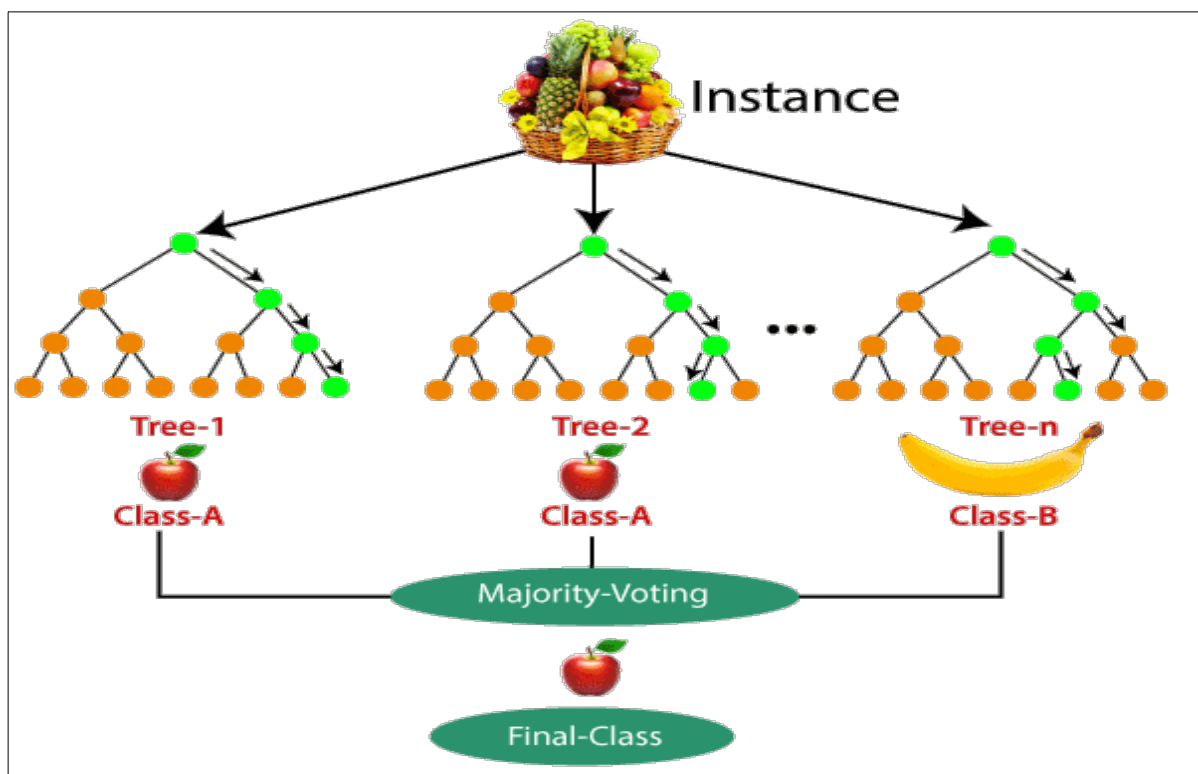 Instance
Tree-1
Tree-2
Tree-n
Class-A
Class-A
Class-B
Majority-Voting
Final-Class